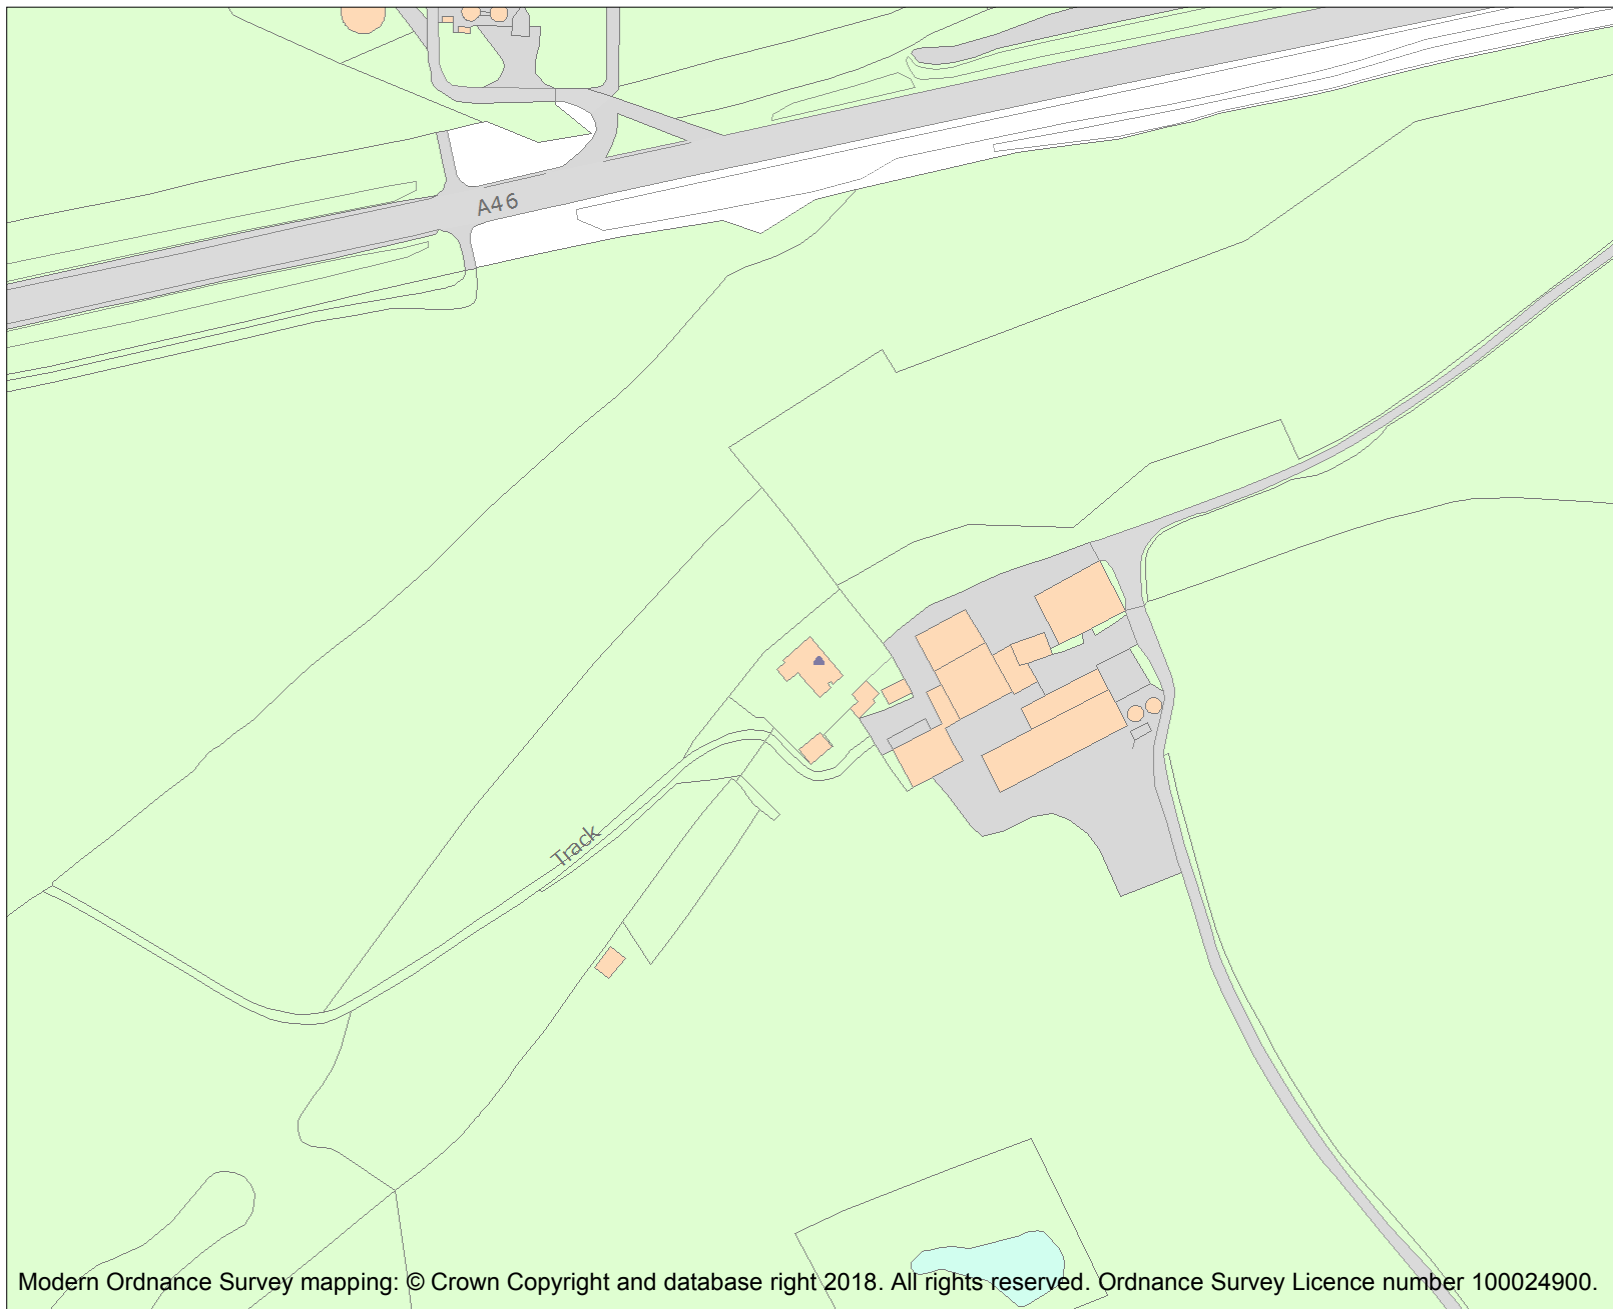 A46
Track
Modern Ordnance Survey mapping: © Crown Copyright and database right 2018. All rights reserved. Ordnance Survey Licence number 100024900.